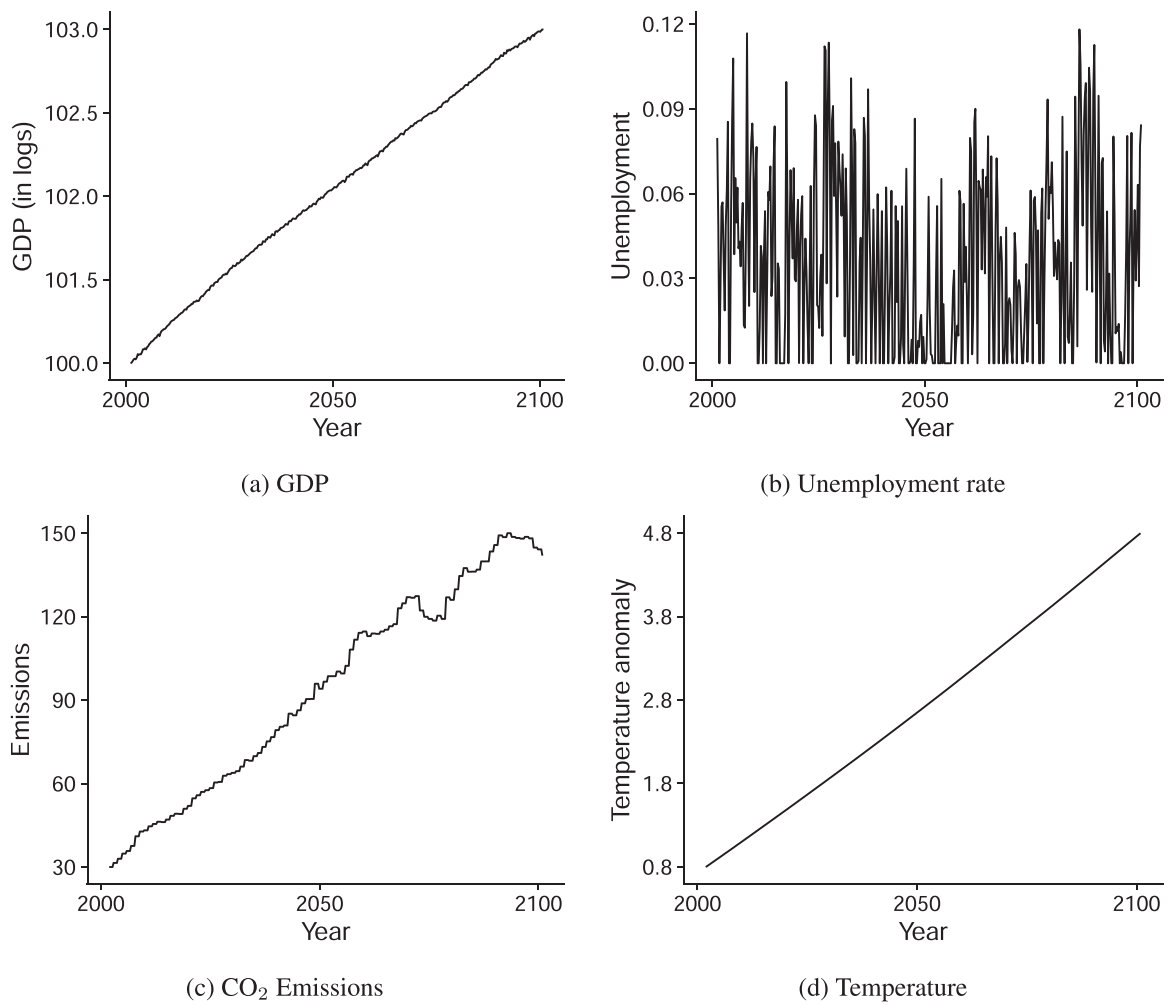 103.0
102.5
102.0
101.5
100.0
GDP (in logs)
2000 2050 2100
Year
(a) GDP
0.12
0.09
0.06
0.03
0.00
Unemployment
2000 2050 2100
Year
(b) Unemployment rate
150
120
90
60
30
Emissions
2000 2050 2100
Year
(c) CO₂ Emissions
4.8
3.8
2.8
1.8
0.8
Temperature anomaly
2000 2050 2100
Year
(d) Temperature